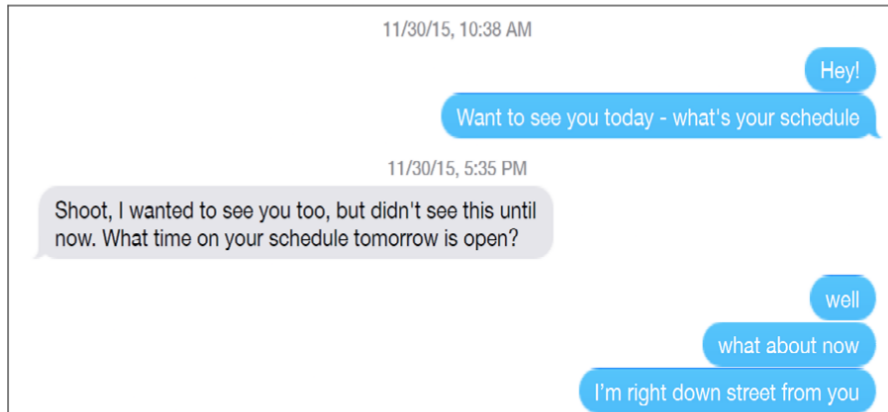 11/30/15, 10:38 AM
Hey!
Want to see you today - what's your schedule
11/30/15, 5:35 PM
Shoot, I wanted to see you too, but didn't see this until
now. What time on your schedule tomorrow is open?
well
what about now
I'm right down street from you